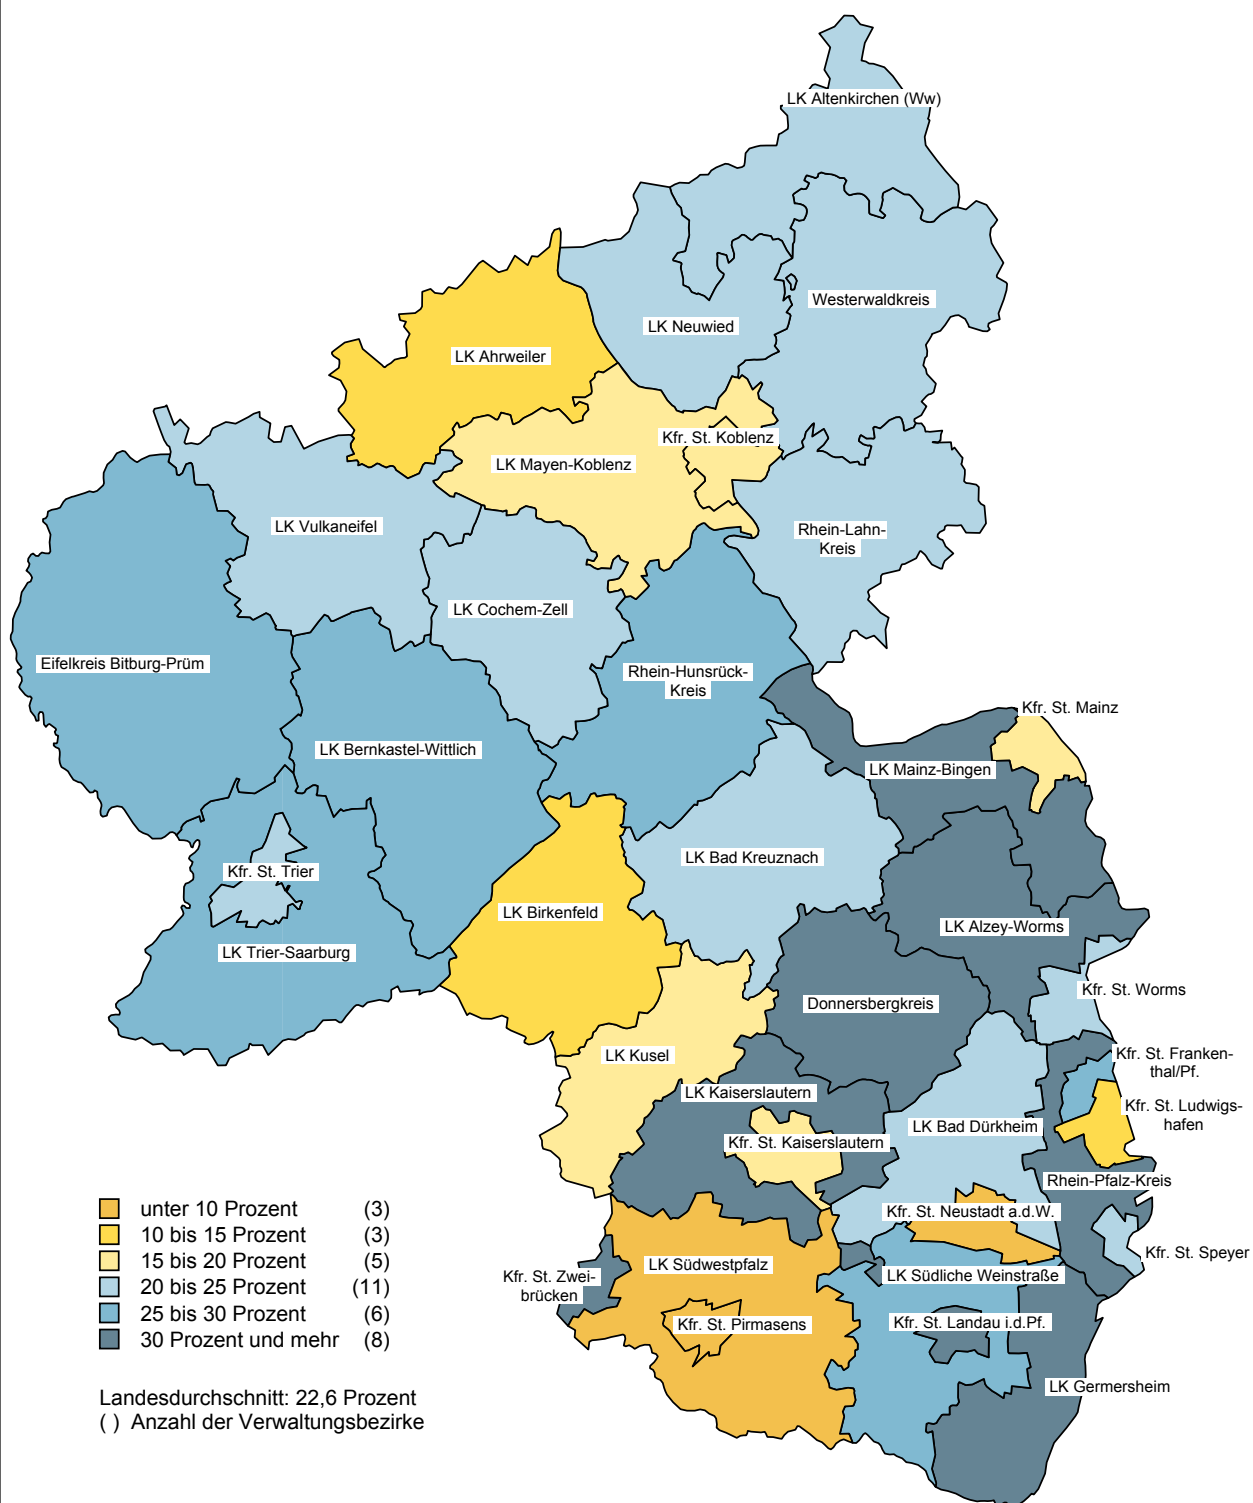 LK Altenkirchen (Ww)
Westerwaldkreis
LK Neuwied
LK Ahrweiler
Kfr. St. Koblenz
LK Mayen-Koblenz
LK Vulkaneifel
Rhein-Lahn-
Kreis
LK Cochem-Zell
Eifelkreis Bitburg-Prüm
Rhein-Hunsrück-
Kreis
Kfr. St. Mainz
LK Bernkastel-Wittlich
LK Mainz-Bingen
LK Bad Kreuznach
Kfr. St. Trier
LK Birkenfeld
LK Alzey-Worms
LK Trier-Saarburg
Kfr. St. Worms
Donnersbergkreis
LK Kusel
Kfr. St. Franken-
thal/Pf.
LK Kaiserslautern
Kfr. St. Ludwigs-
hafen
LK Bad Dürkheim
Kfr. St. Kaiserslautern
Rhein-Pfalz-Kreis
Kfr. St. Neustadt a.d.W.
Kfr. St. Speyer
LK Südwestpfalz
LK Südliche Weinstraße
Kfr. St. Zwei-
brücken
Kfr. St. Landau i.d.Pf.
Kfr. St. Pirmasens
LK Germersheim
unter 10 Prozent (3)
10 bis 15 Prozent (3)
15 bis 20 Prozent (5)
20 bis 25 Prozent (11)
25 bis 30 Prozent (6)
30 Prozent und mehr (8)
Landesdurchschnitt: 22,6 Prozent
( ) Anzahl der Verwaltungsbezirke